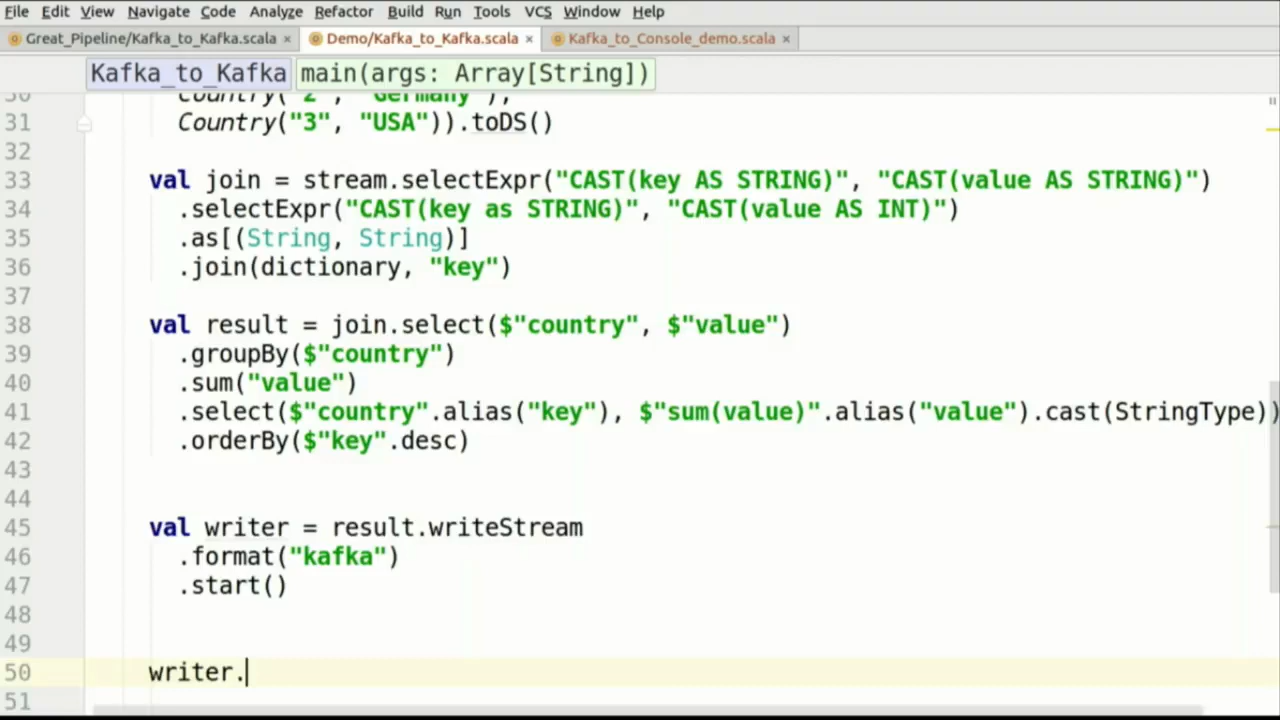 File Edit View Navigate Code Analyze Refactor Build Run Tools VCS Window Help
Great_Pipeline/Kafka_to_Kafka.scala × Demo/Kafka_to_Kafka.scala × Kafka_to_Console_demo.scala ×
Kafka_to_Kafka main(args: Array[String])
30 Country("2", "Germany"),
31 Country("3", "USA")).toDS()
32
33 val join = stream.selectExpr("CAST(key AS STRING)", "CAST(value AS STRING)")
34 .selectExpr("CAST(key as STRING)", "CAST(value AS INT)")
35 .as[(String, String)]
36 .join(dictionary, "key")
37
38 val result = join.select($"country", $"value")
39 .groupBy($"country")
40 .sum("value")
41 .select($"country".alias("key"), $"sum(value)".alias("value").cast(StringType))
42 .orderBy($"key".desc)
43
44
45 val writer = result.writeStream
46 .format("kafka")
47 .start()
48
49
50 writer.
51